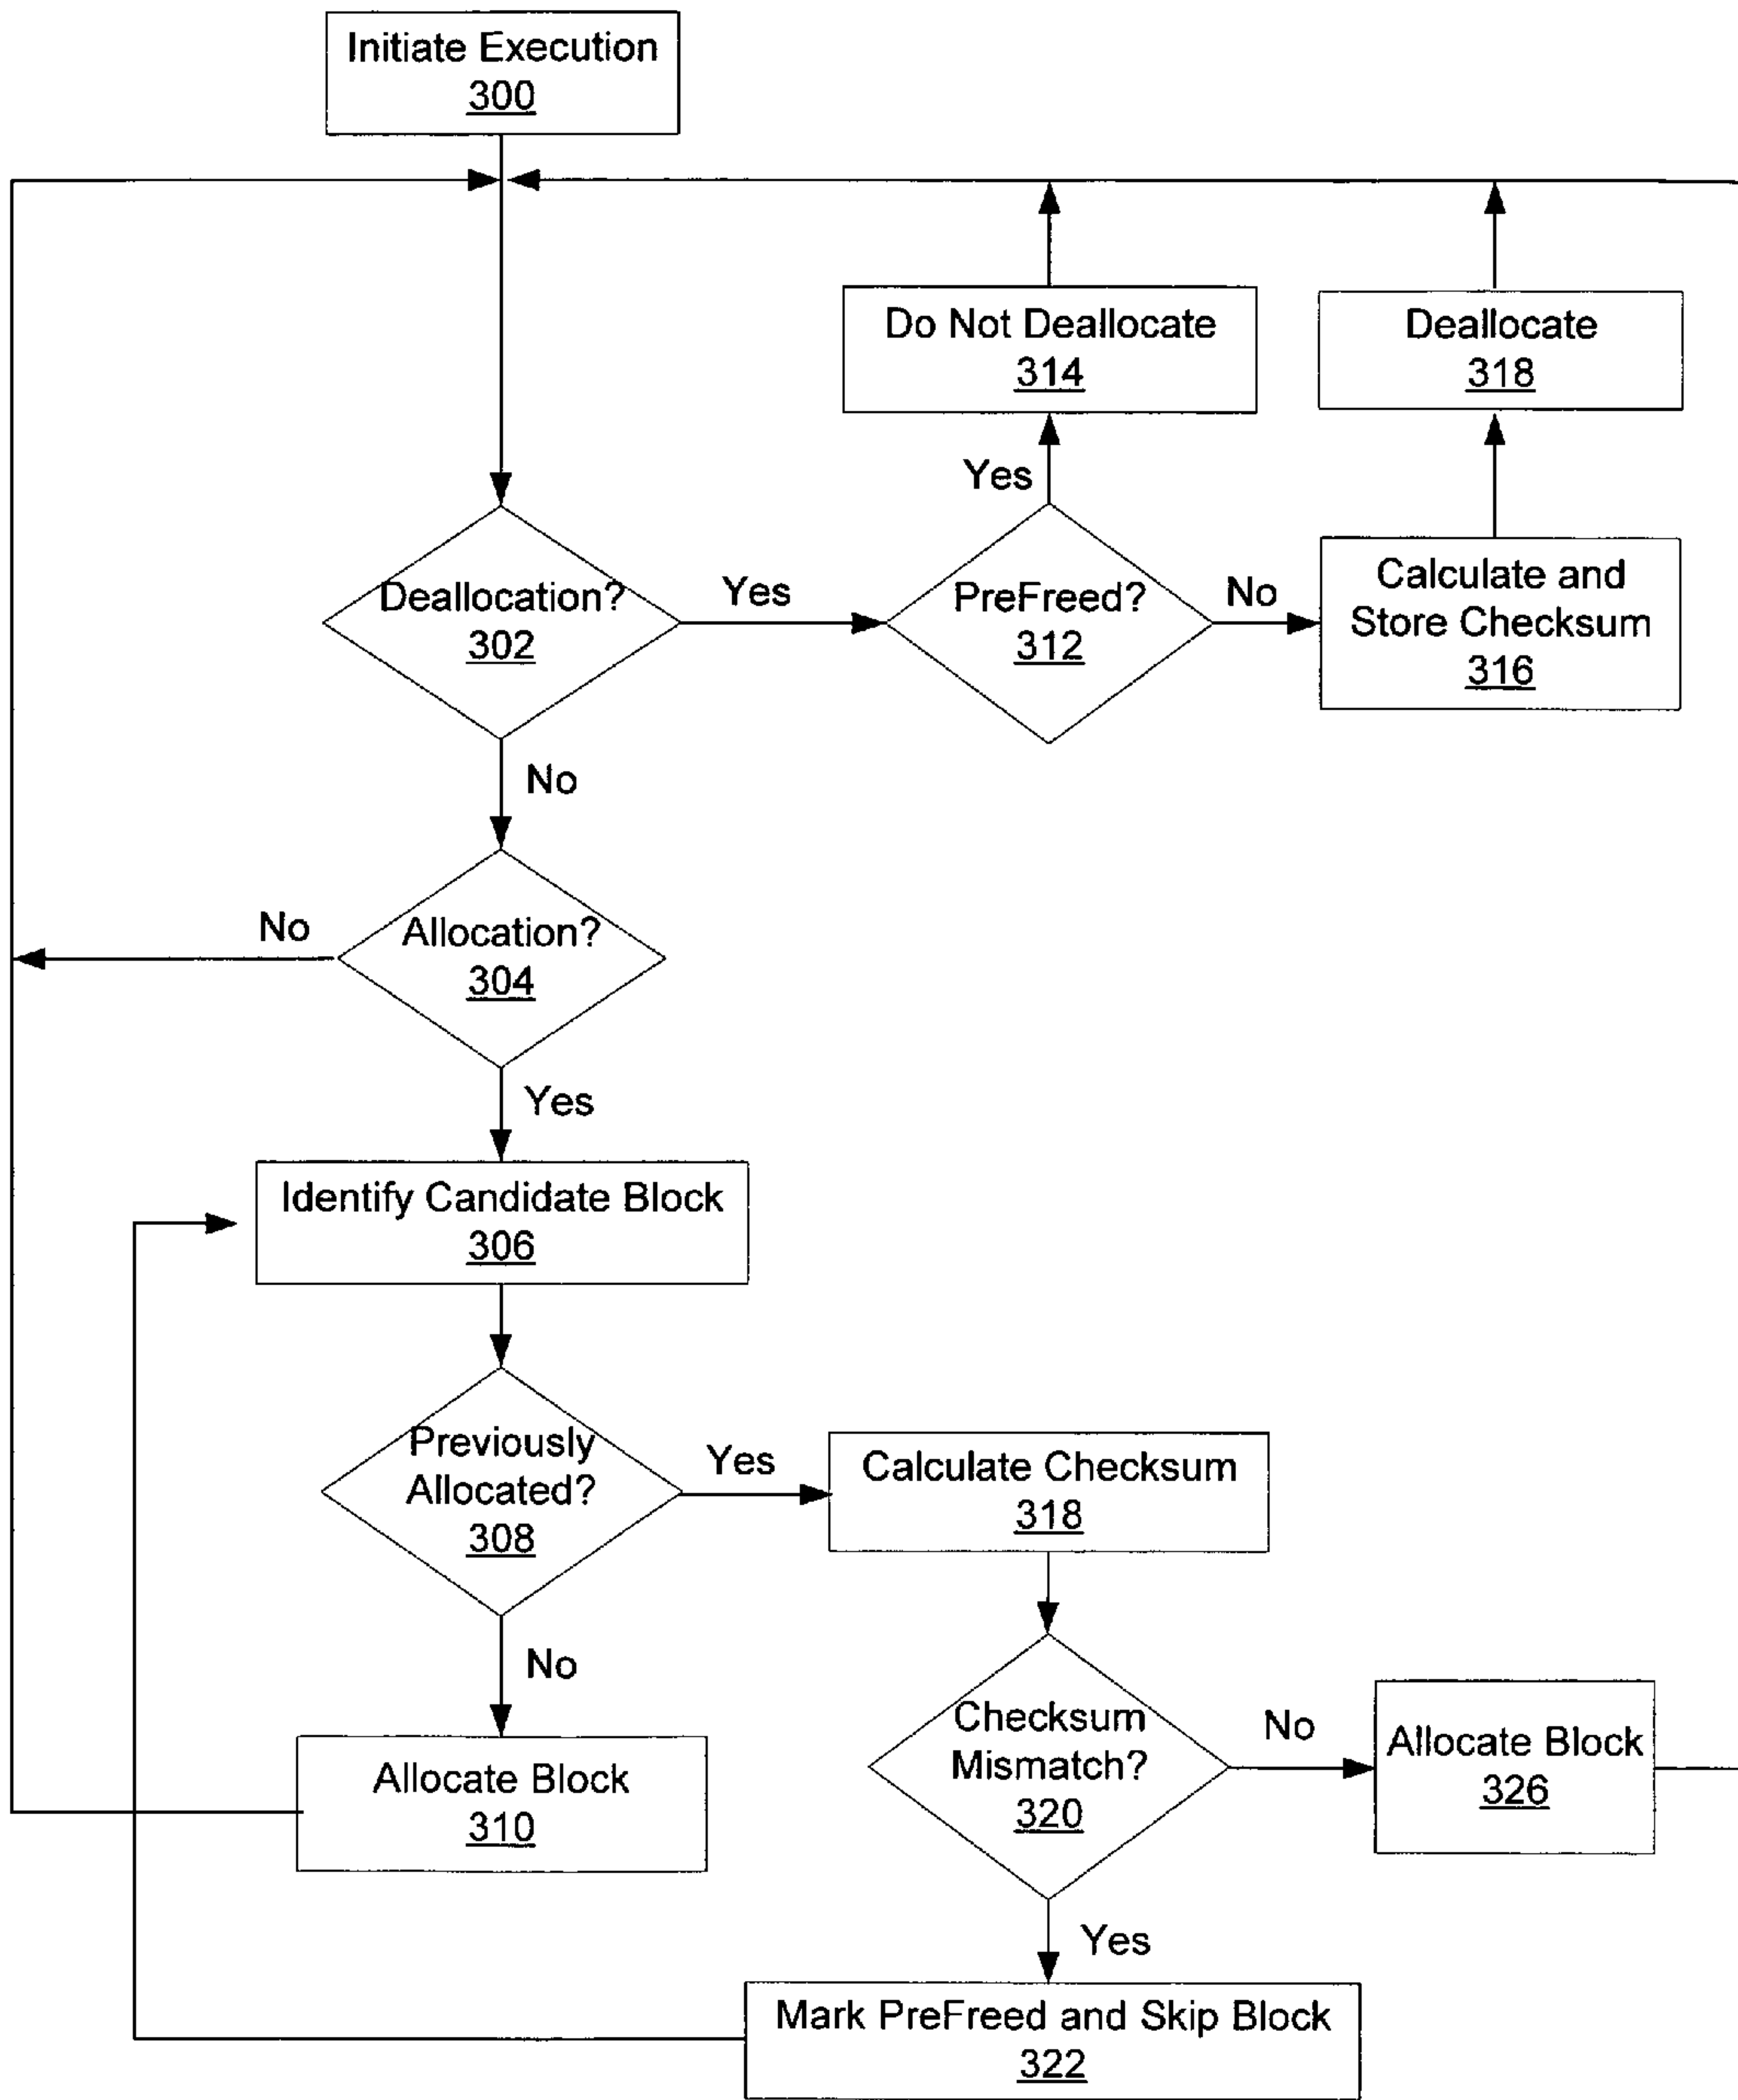 Initiate Execution
300
Do Not Deallocate
314
Deallocate
318
Yes
Deallocation?
302
Yes
PreFreed?
312
No
Calculate and
Store Checksum
316
No
No
Allocation?
304
Yes
Identify Candidate Block
306
Previously
Allocated?
308
Yes
Calculate Checksum
318
No
Checksum
Mismatch?
320
No
Allocate Block
326
Allocate Block
310
Yes
Mark PreFreed and Skip Block
322